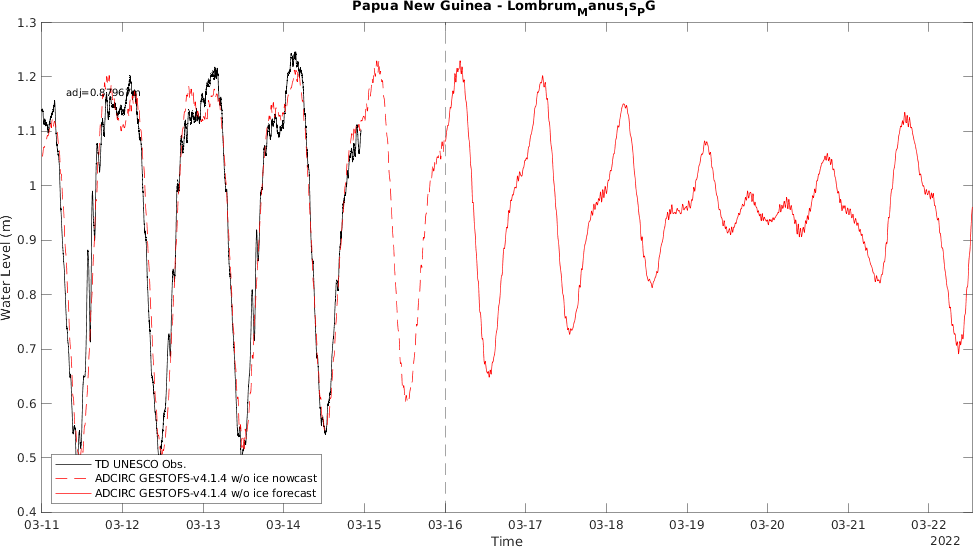 Papua New Guinea - LombrumManusIsPG
1.3
1.2
1.1
1
0.9
0.8
0.7
0.6
0.5
0.4
Water Level (m)
adj=0.8796 m
TD UNESCO Obs.
ADCIRC GESTOFS-v4.1.4 w/o ice nowcast
ADCIRC GESTOFS-v4.1.4 w/o ice forecast
03-11 03-12 03-13 03-14 03-15 03-16 03-17 03-18 03-19 03-20 03-21 03-22
Time
2022